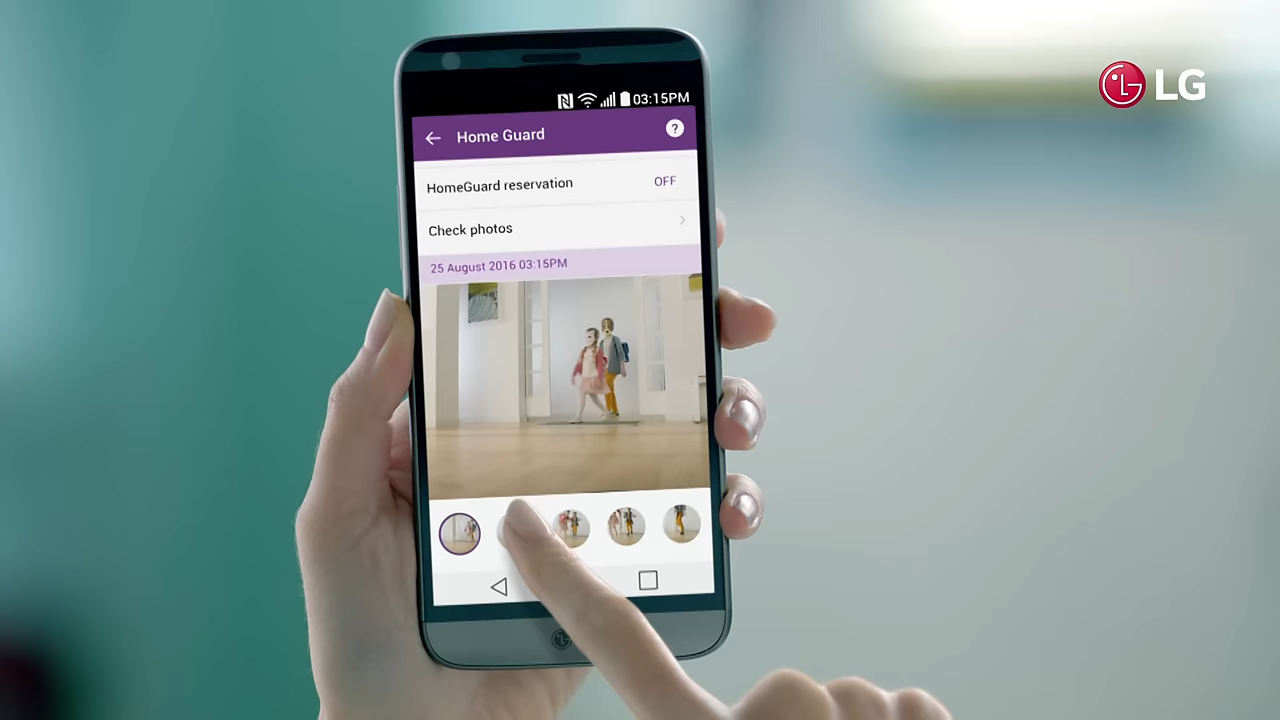 LG
03:15PM
Home Guard ?
HomeGuard reservation OFF
Check photos
25 August 2016 03:15PM